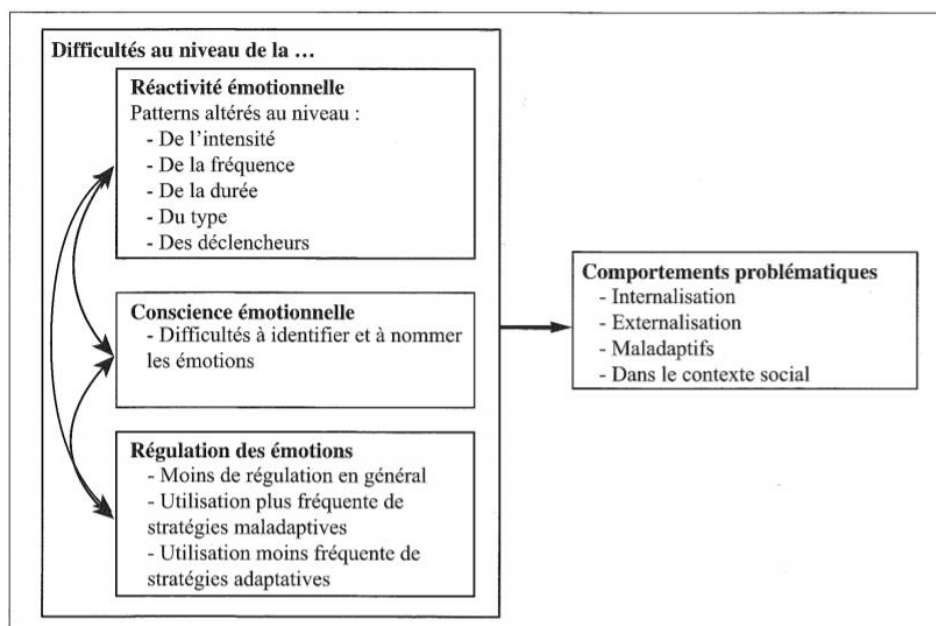 Difficultés au niveau de la ...
Réactivité émotionnelle
Patterns altérés au niveau :
- De l'intensité
- De la fréquence
- De la durée
- Du type
- Des déclencheurs
Conscience émotionnelle
- Difficultés à identifier et à nommer
les émotions
Régulation des émotions
- Moins de régulation en général
- Utilisation plus fréquente de
stratégies maladaptives
- Utilisation moins fréquente de
stratégies adaptatives
Comportements problématiques
- Internalisation
- Externalisation
- Maladaptifs
- Dans le contexte social